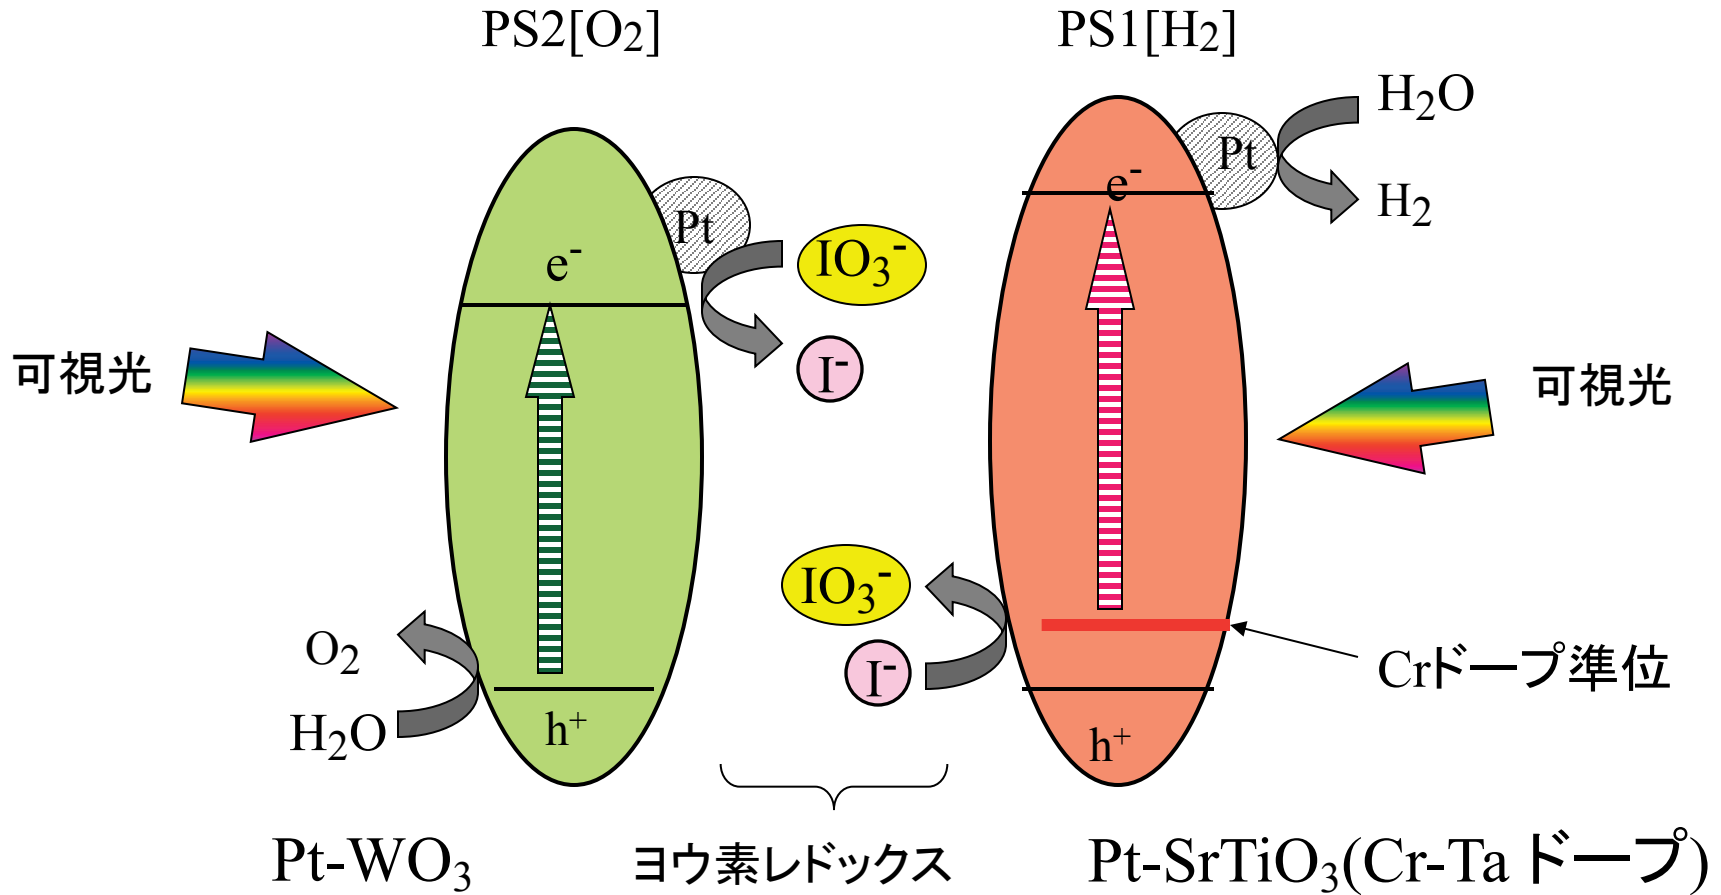 PS2[O₂]
PS1[H₂]
H₂O
Pt
e⁻
H₂
Pt
IO₃⁻
e⁻
I⁻
可視光
可視光
IO₃⁻
O₂
I⁻
Crドープ準位
H₂O
h⁺
h⁺
Pt-WO₃
ヨウ素レドックス
Pt-SrTiO₃(Cr-Ta ドープ)